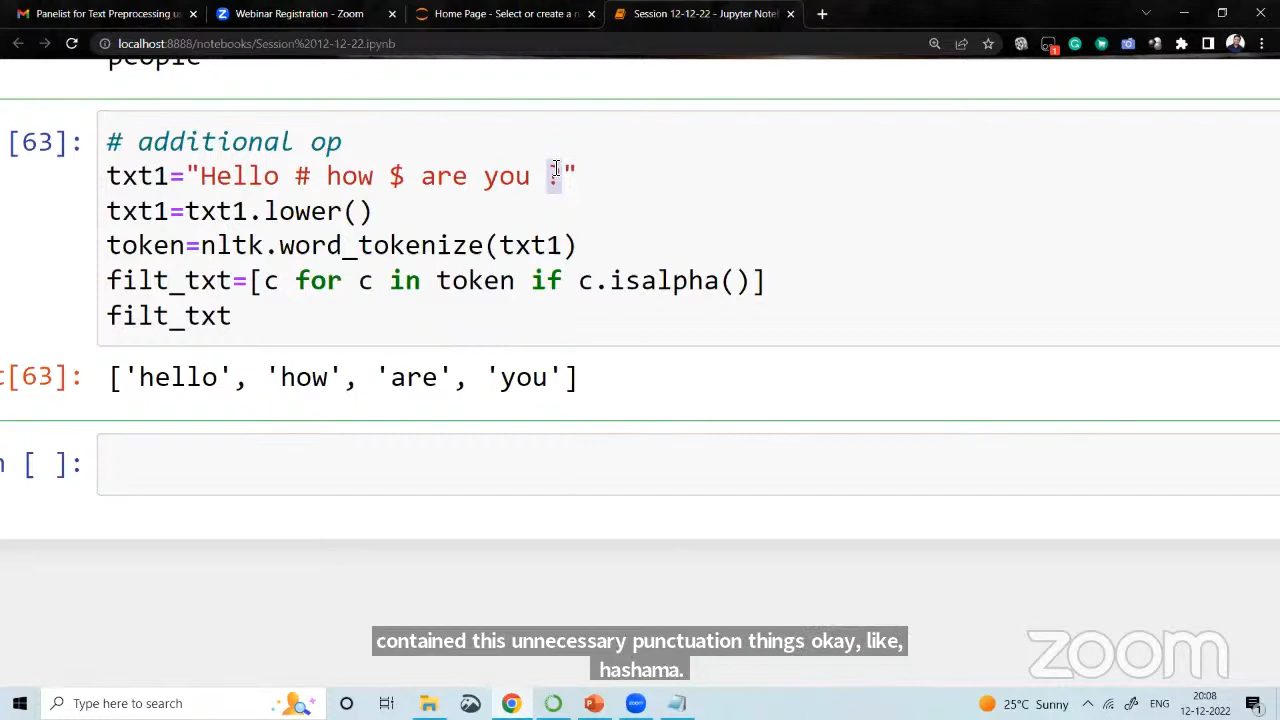 Panelist for Text Preprocessing u
Webinar Registration - Zoom
Home Page - Select or create a n
Session 12-12-22 - Jupyter Note
localhost:8888/notebooks/Session%2012-12-22.ipynb
people
[63]:
# additional op
txt1="Hello # how $ are you :"
txt1=txt1.lower()
token=nltk.word_tokenize(txt1)
filt_txt=[c for c in token if c.isalpha()]
filt_txt
t[63]:
['hello', 'how', 'are', 'you']
n [ ]:
contained this unnecessary punctuation things okay, like,
hashama.
zoom
Type here to search
25°C Sunny
ENG
20:08
12-12-2022